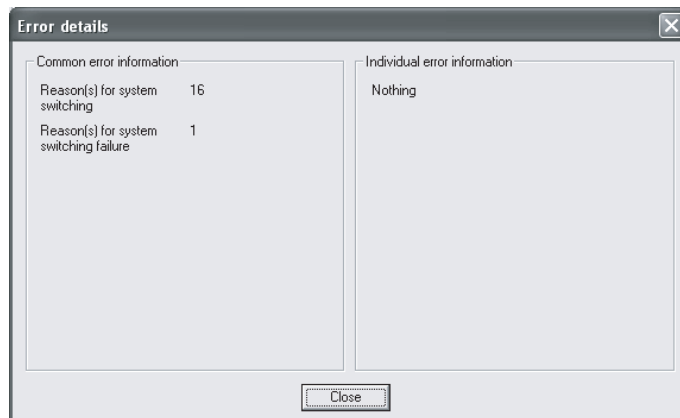 Error details
Common error information
Reason(s) for system 16
switching
Reason(s) for system 1
switching failure
Individual error information
Nothing
Close